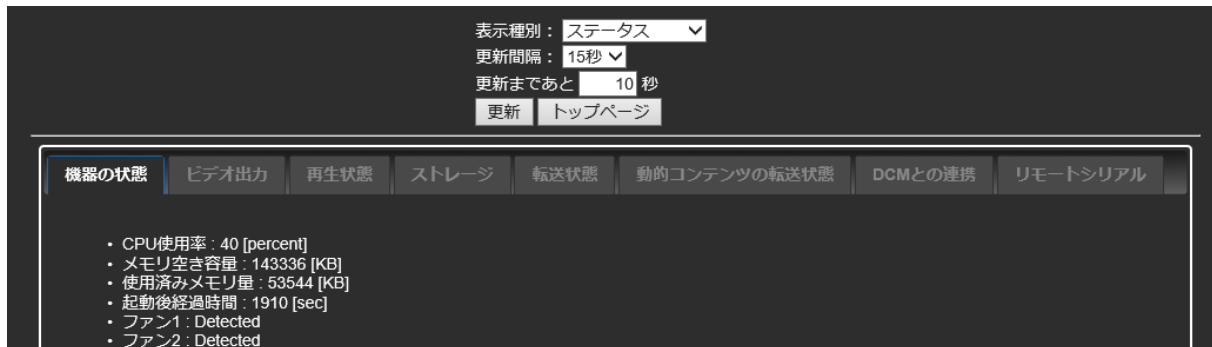 表示種別： ステータス
更新間隔： 15秒
更新まであと 10 秒
更新 トップページ
機器の状態 ビデオ出力 再生状態 ストレージ 転送状態 動的コンテンツの転送状態 DCMとの連携 リモートシリアル
・ CPU使用率 : 40 [percent]
・ メモリ空き容量 : 143336 [KB]
・ 使用済みメモリ量 : 53544 [KB]
・ 起動後経過時間 : 1910 [sec]
・ ファン1 : Detected
・ ファン2 : Detected